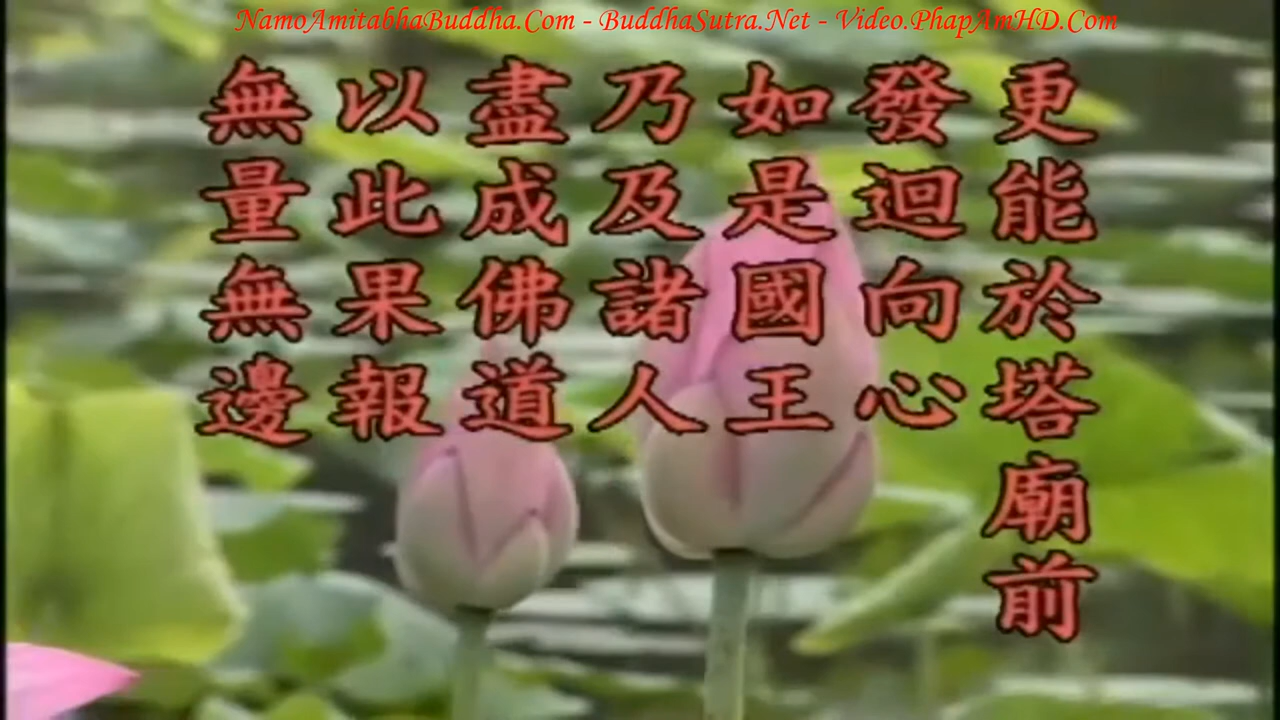 NamoAmitabhaBuddha.Com - BuddhaSutra.Net - Video.PhapAmHD.Com
更能於塔廟前
發迴向心
如是國王
乃及諸人
盡成佛道
以此果報
無量無邊